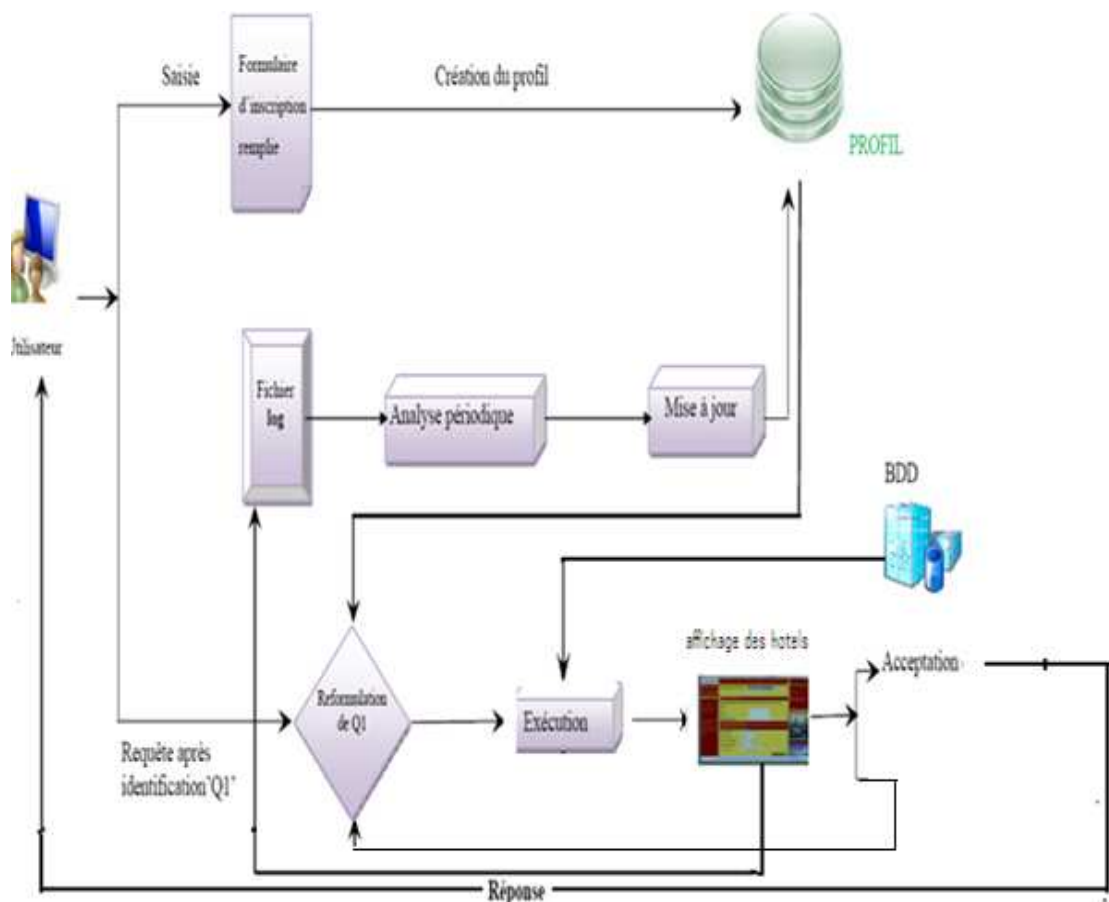 Saisie
Formulaire
d'inscription
remplie
Création du profil
PROFIL
Utilisateur
Fichier
log
Analyse périodique
Mise à jour
BDD
affichage des hotels
Acceptation
Reformulation
de Q1
Exécution
Requête après
identification"Q1"
Réponse